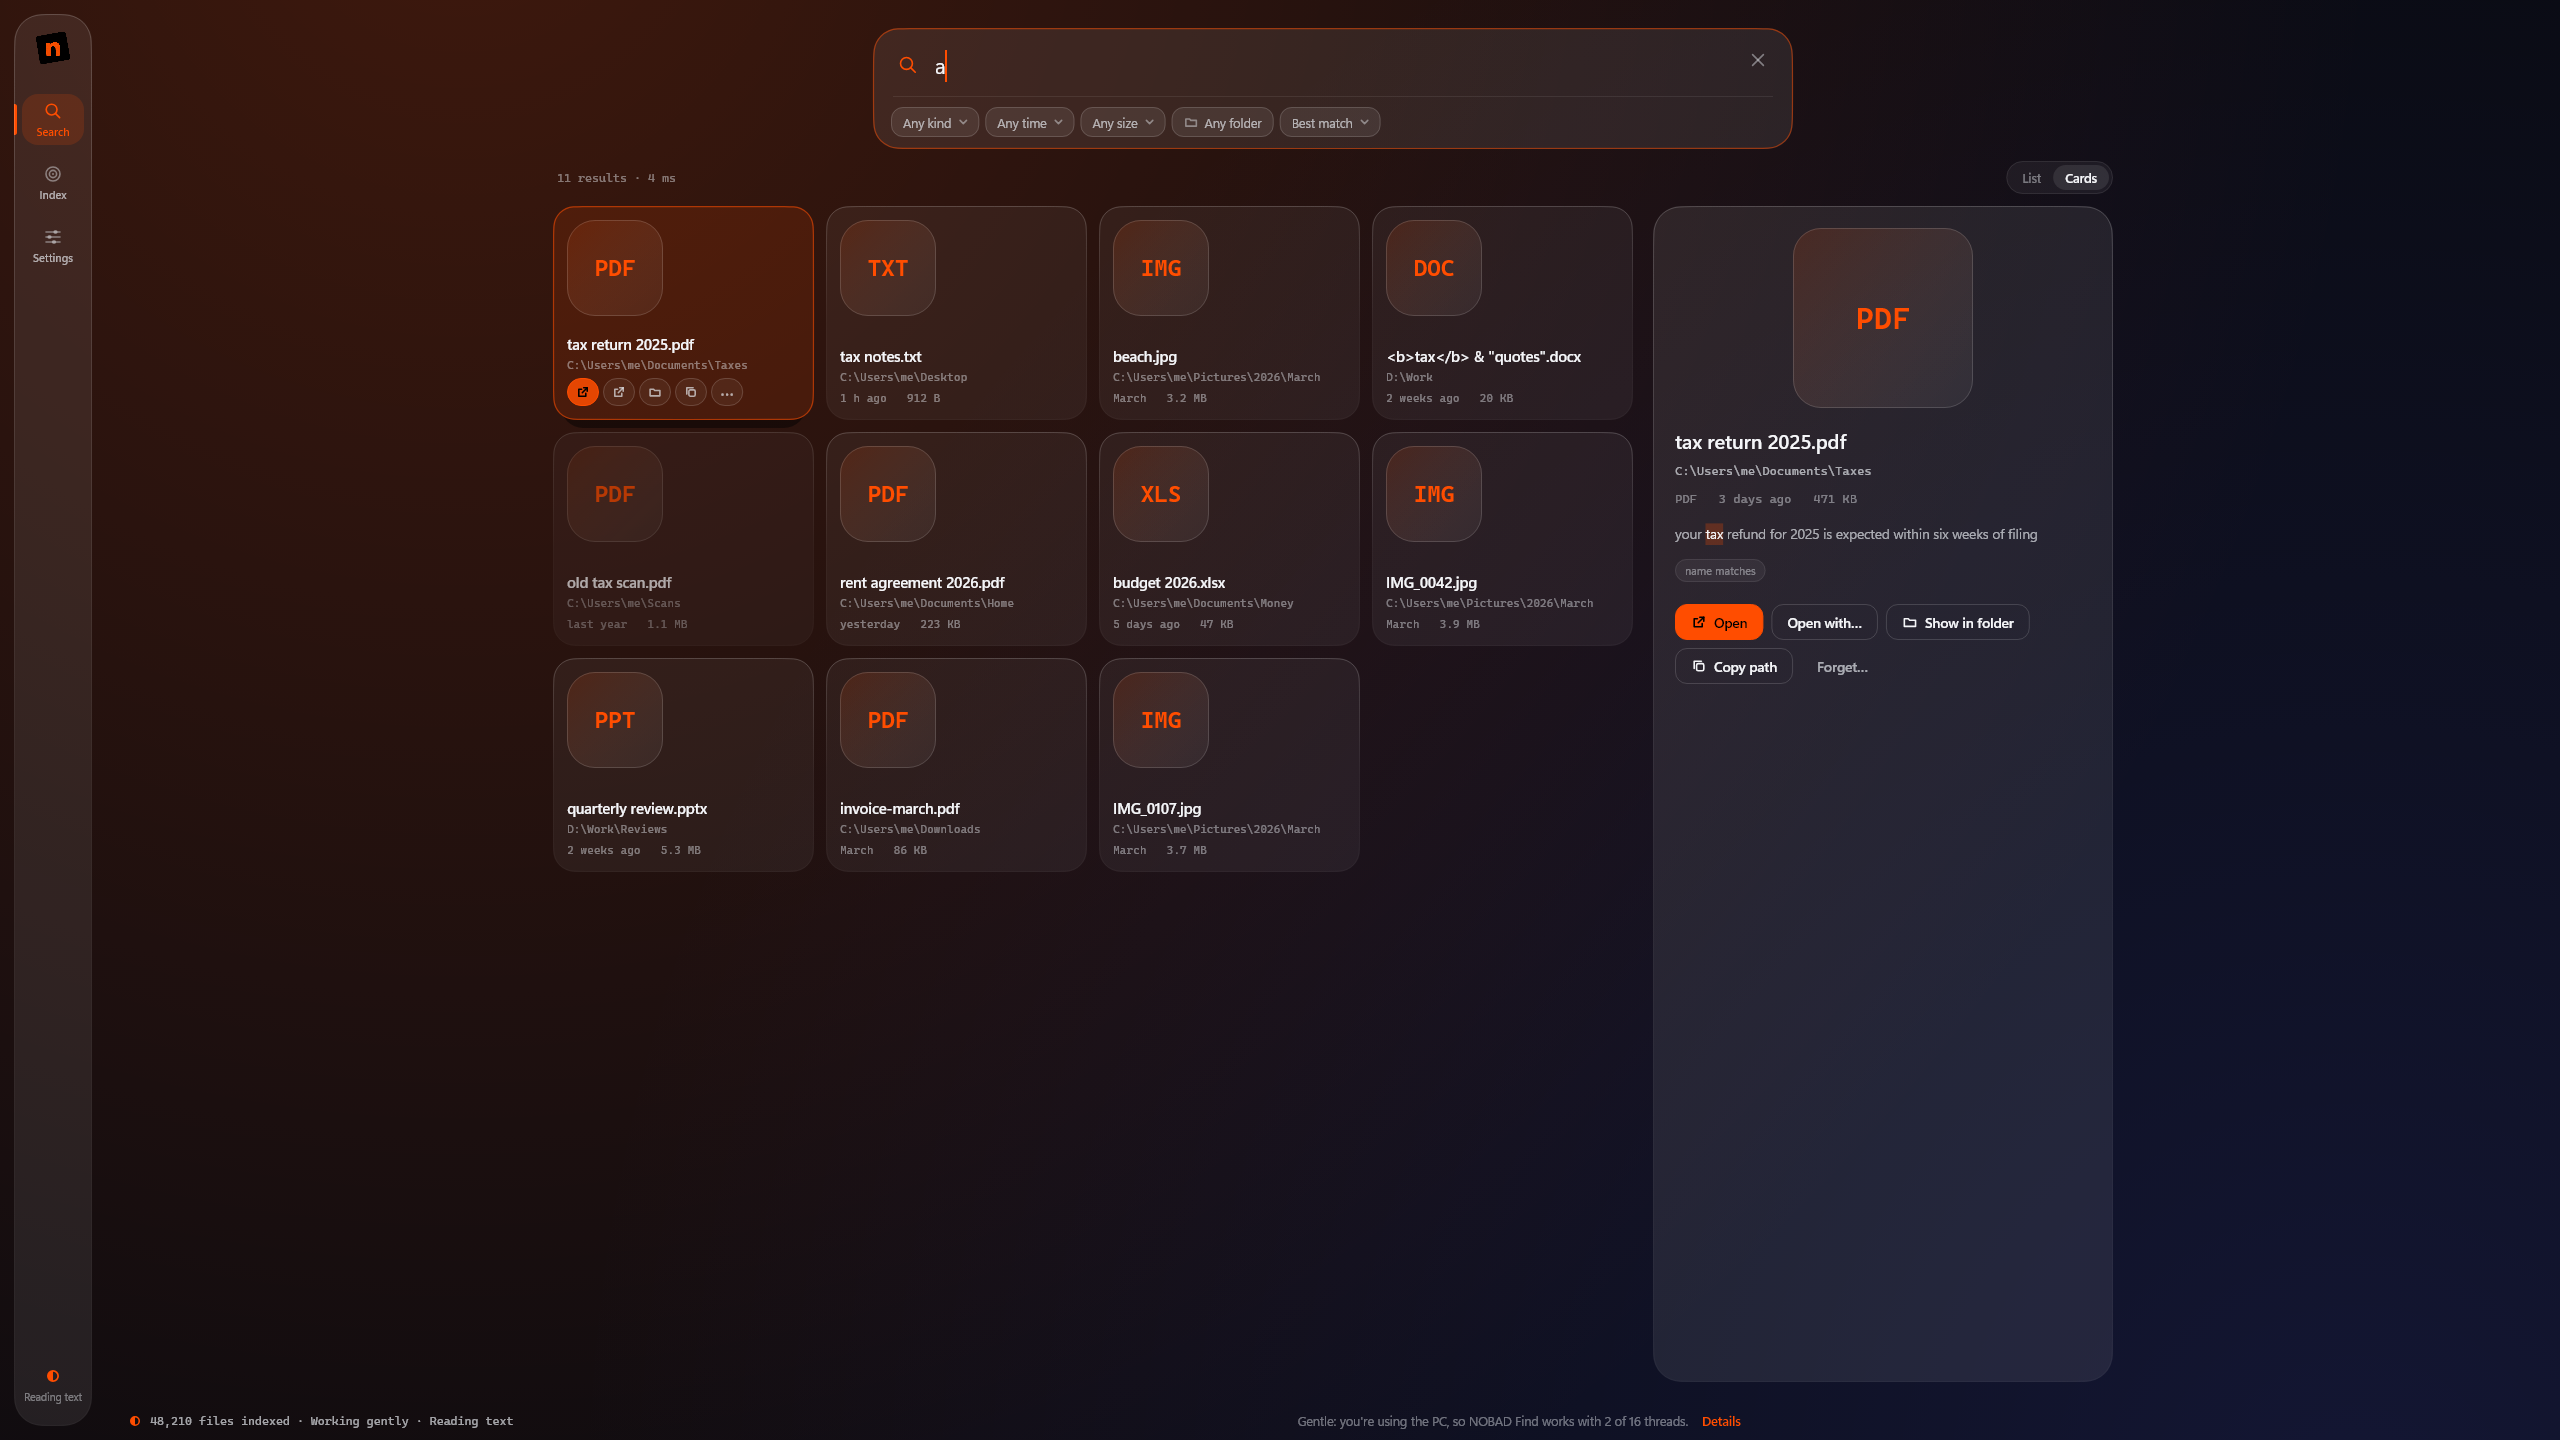 n
Search
Index
Settings
Reading text
a
Any kind
Any time
Any size
Any folder
Best match
11 results · 4 ms
List
Cards
PDF
tax return 2025.pdf
C:\Users\me\Documents\Taxes
TXT
tax notes.txt
C:\Users\me\Desktop
1 h ago 912 B
IMG
beach.jpg
C:\Users\me\Pictures\2026\March
March 3.2 MB
DOC
<b>tax</b> & "quotes".docx
D:\Work
2 weeks ago 20 KB
PDF
old tax scan.pdf
C:\Users\me\Scans
last year 1.1 MB
PDF
rent agreement 2026.pdf
C:\Users\me\Documents\Home
yesterday 223 KB
XLS
budget 2026.xlsx
C:\Users\me\Documents\Money
5 days ago 47 KB
IMG
IMG_0042.jpg
C:\Users\me\Pictures\2026\March
March 3.9 MB
PPT
quarterly review.pptx
D:\Work\Reviews
2 weeks ago 5.3 MB
PDF
invoice-march.pdf
C:\Users\me\Downloads
March 86 KB
IMG
IMG_0107.jpg
C:\Users\me\Pictures\2026\March
March 3.7 MB
PDF
tax return 2025.pdf
C:\Users\me\Documents\Taxes
PDF 3 days ago 471 KB
your tax refund for 2025 is expected within six weeks of filing
name matches
Open
Open with...
Show in folder
Copy path
Forget...
48,210 files indexed · Working gently · Reading text
Gentle: you're using the PC, so NOBAD Find works with 2 of 16 threads. Details